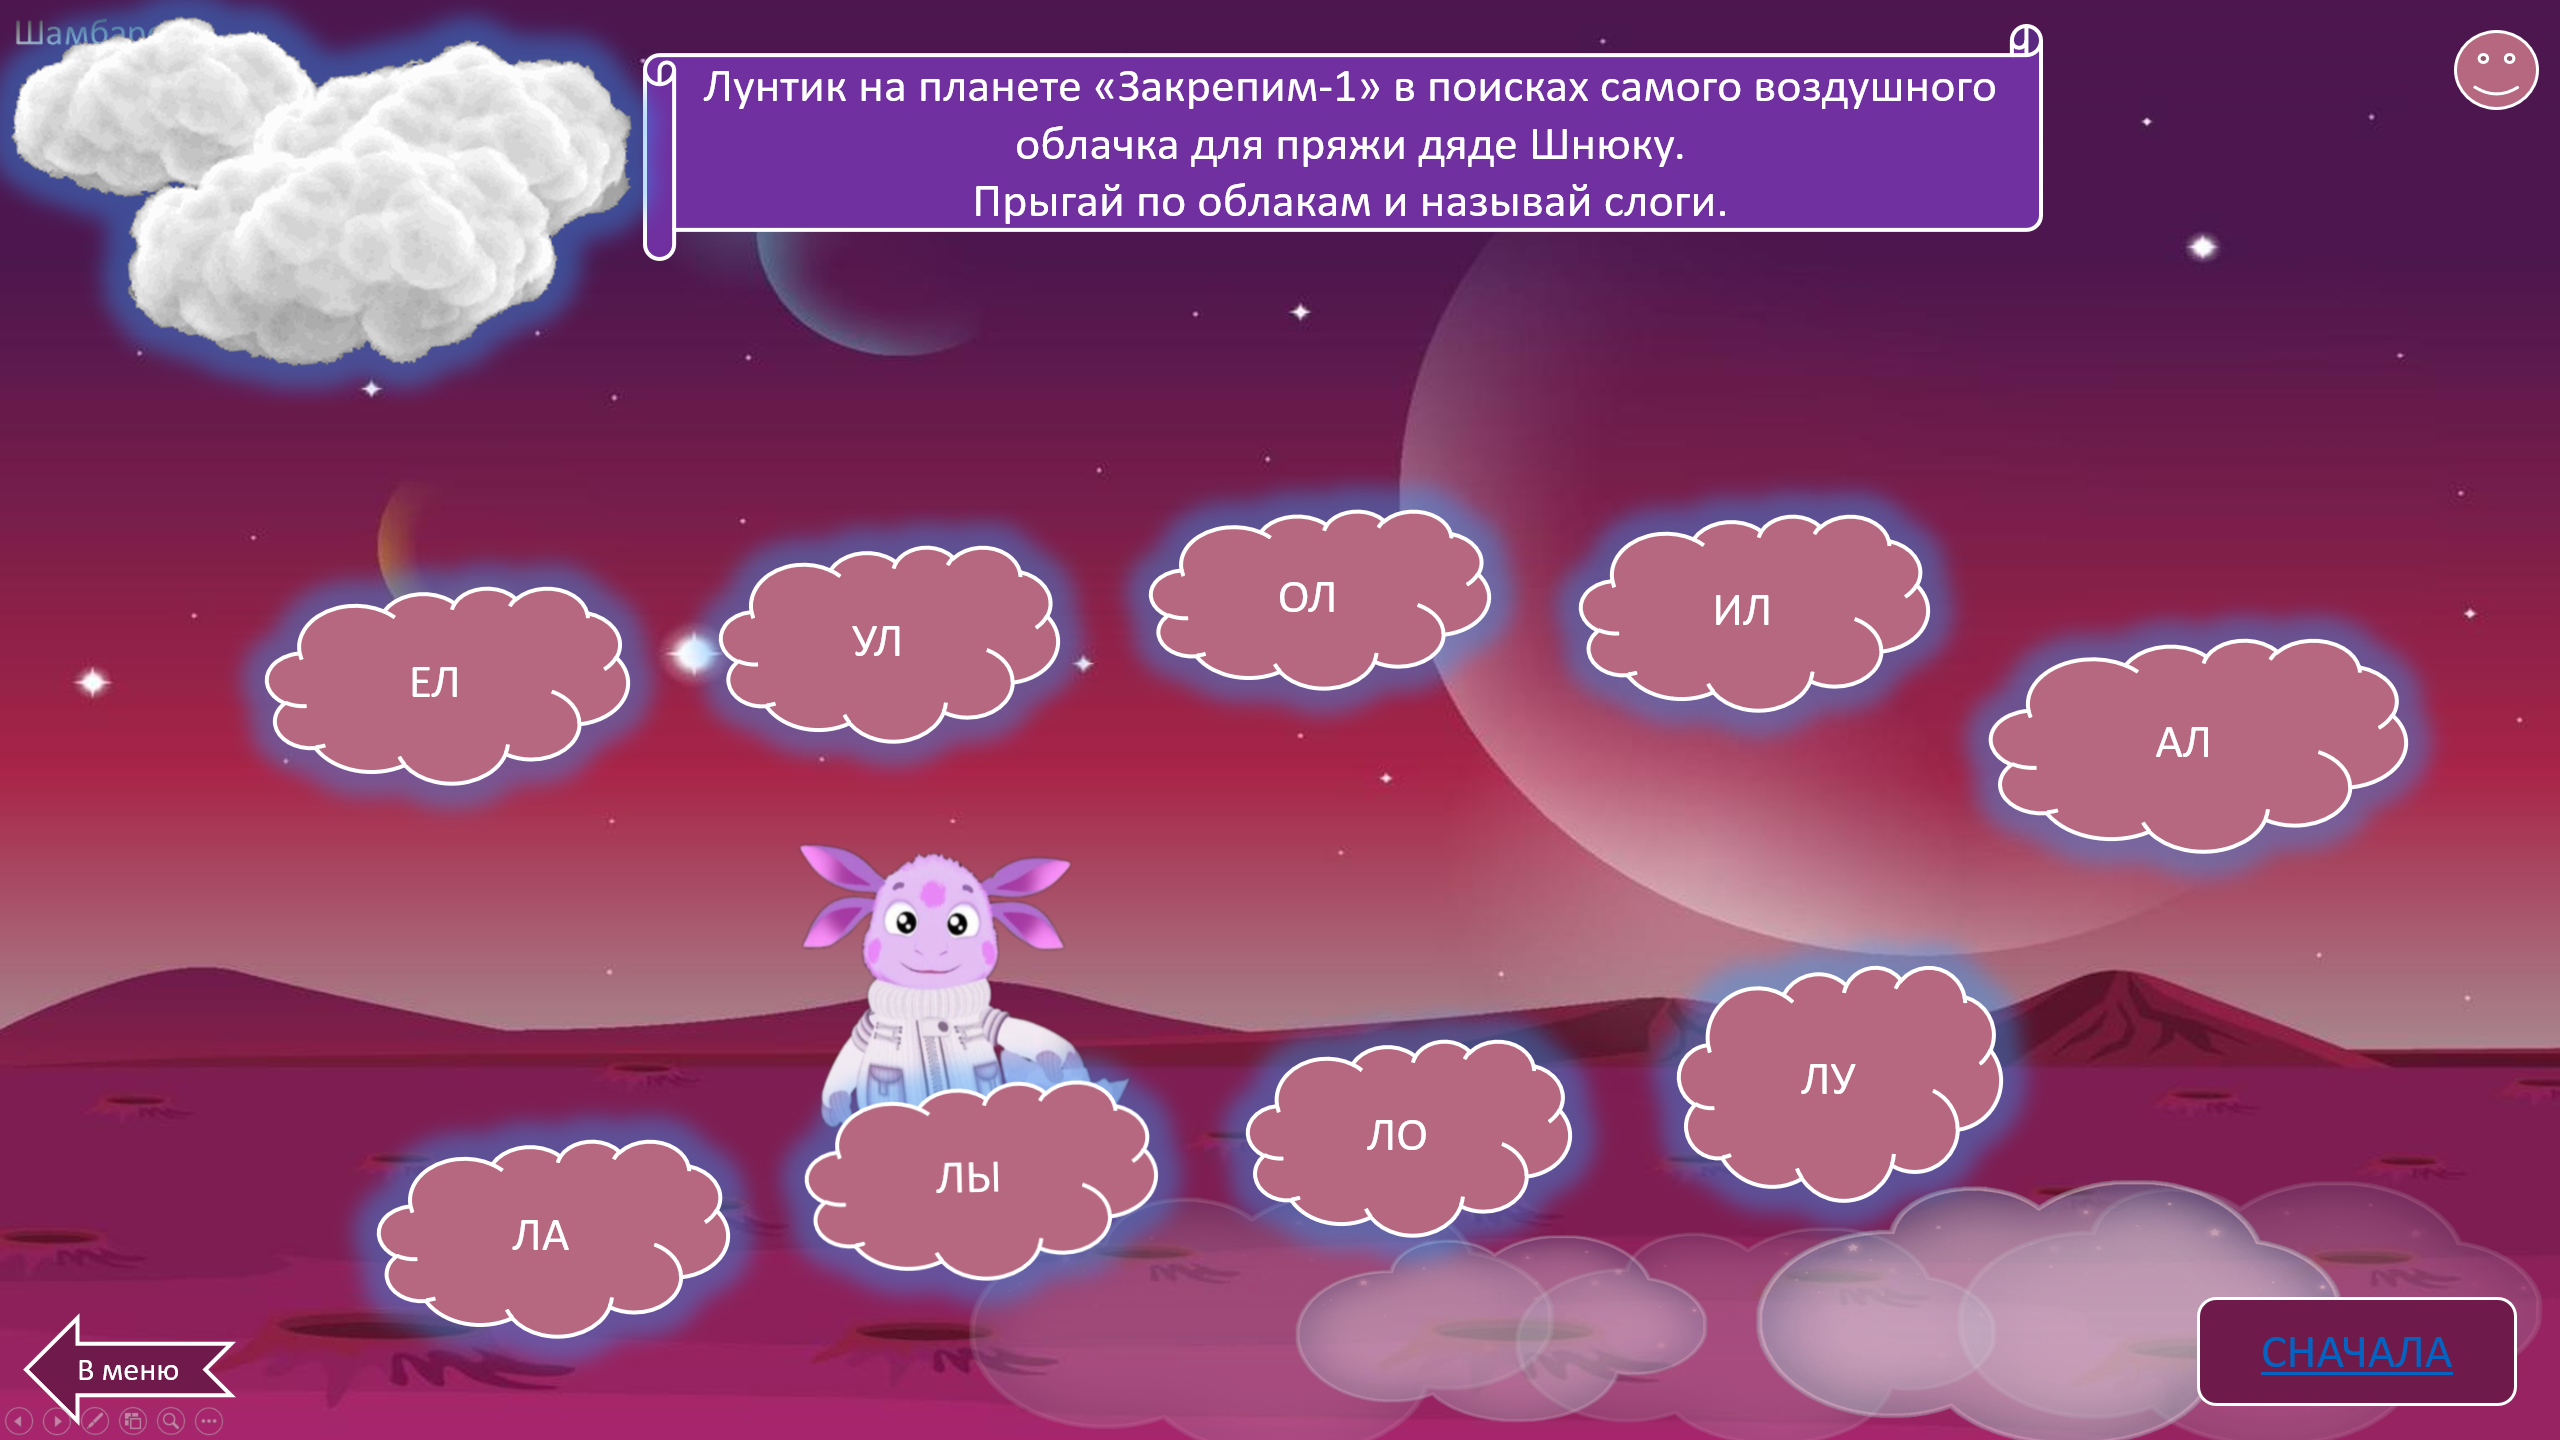 Лунтик на планете «Закрепим-1» в поисках самого воздушного
облачка для пряжи дяде Шнюку.
Прыгай по облакам и называй слоги.
ЕЛ
УЛ
ОЛ
ИЛ
АЛ
ЛА
ЛЫ
ЛО
ЛУ
В меню
СНАЧАЛА